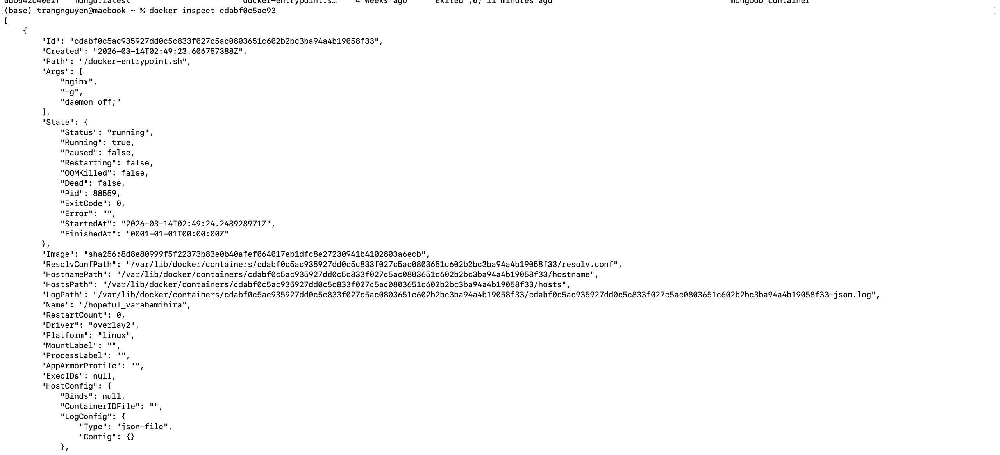 adb542c40e2f   mongo:latest                       "docker-entrypoint.s…"   4 weeks ago      Exited (0) 11 minutes ago                                      mongodb_container
[(base) trangnguyen@macbook ~ % docker inspect cdabf0c5ac93 ]
[
    {
        "Id": "cdabf0c5ac935927dd0c5c833f027c5ac0803651c602b2bc3ba94a4b19058f33",
        "Created": "2026-03-14T02:49:23.606757388Z",
        "Path": "/docker-entrypoint.sh",
        "Args": [
            "nginx",
            "-g",
            "daemon off;"
        ],
        "State": {
            "Status": "running",
            "Running": true,
            "Paused": false,
            "Restarting": false,
            "OOMKilled": false,
            "Dead": false,
            "Pid": 88559,
            "ExitCode": 0,
            "Error": "",
            "StartedAt": "2026-03-14T02:49:24.248928971Z",
            "FinishedAt": "0001-01-01T00:00:00Z"
        },
        "Image": "sha256:8d8e80999f5f22373b83e0b40afef064017eb1dfc8e27230941b4102803a6ecb",
        "ResolvConfPath": "/var/lib/docker/containers/cdabf0c5ac935927dd0c5c833f027c5ac0803651c602b2bc3ba94a4b19058f33/resolv.conf",
        "HostnamePath": "/var/lib/docker/containers/cdabf0c5ac935927dd0c5c833f027c5ac0803651c602b2bc3ba94a4b19058f33/hostname",
        "HostsPath": "/var/lib/docker/containers/cdabf0c5ac935927dd0c5c833f027c5ac0803651c602b2bc3ba94a4b19058f33/hosts",
        "LogPath": "/var/lib/docker/containers/cdabf0c5ac935927dd0c5c833f027c5ac0803651c602b2bc3ba94a4b19058f33/cdabf0c5ac935927dd0c5c833f027c5ac0803651c602b2bc3ba94a4b19058f33-json.log",
        "Name": "/hopeful_varahamihira",
        "RestartCount": 0,
        "Driver": "overlay2",
        "Platform": "linux",
        "MountLabel": "",
        "ProcessLabel": "",
        "AppArmorProfile": "",
        "ExecIDs": null,
        "HostConfig": {
            "Binds": null,
            "ContainerIDFile": "",
            "LogConfig": {
                "Type": "json-file",
                "Config": {}
            },